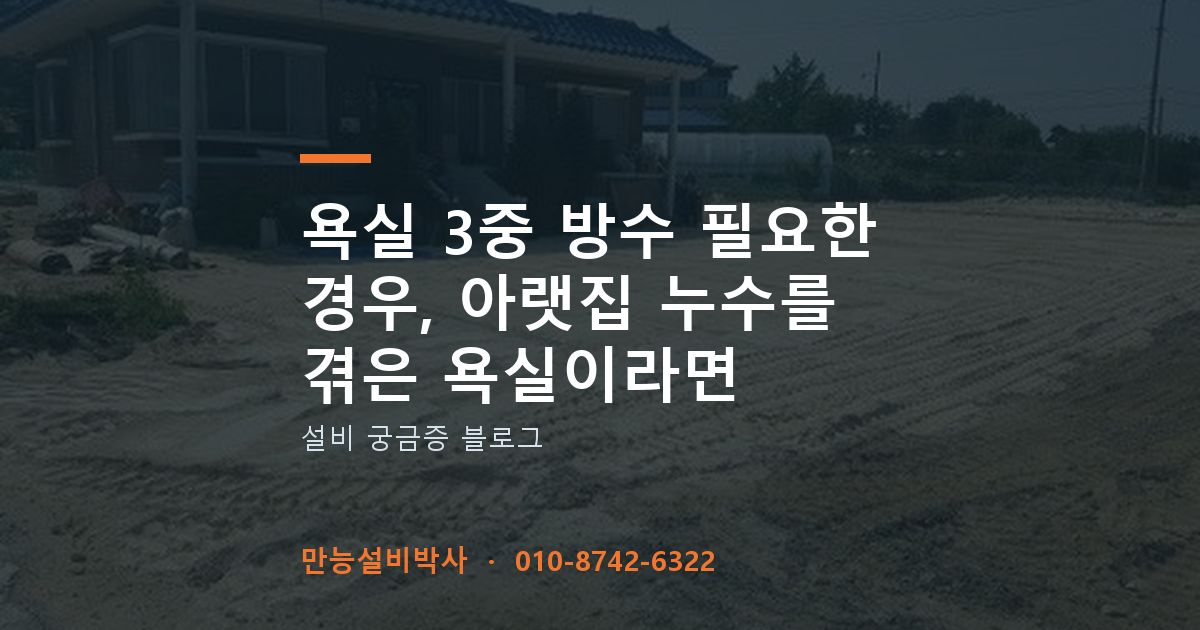 욕실 3중 방수 필요한
경우, 아랫집 누수를
겪은 욕실이라면
설비 궁금증 블로그
만능설비박사 · 010-8742-6322